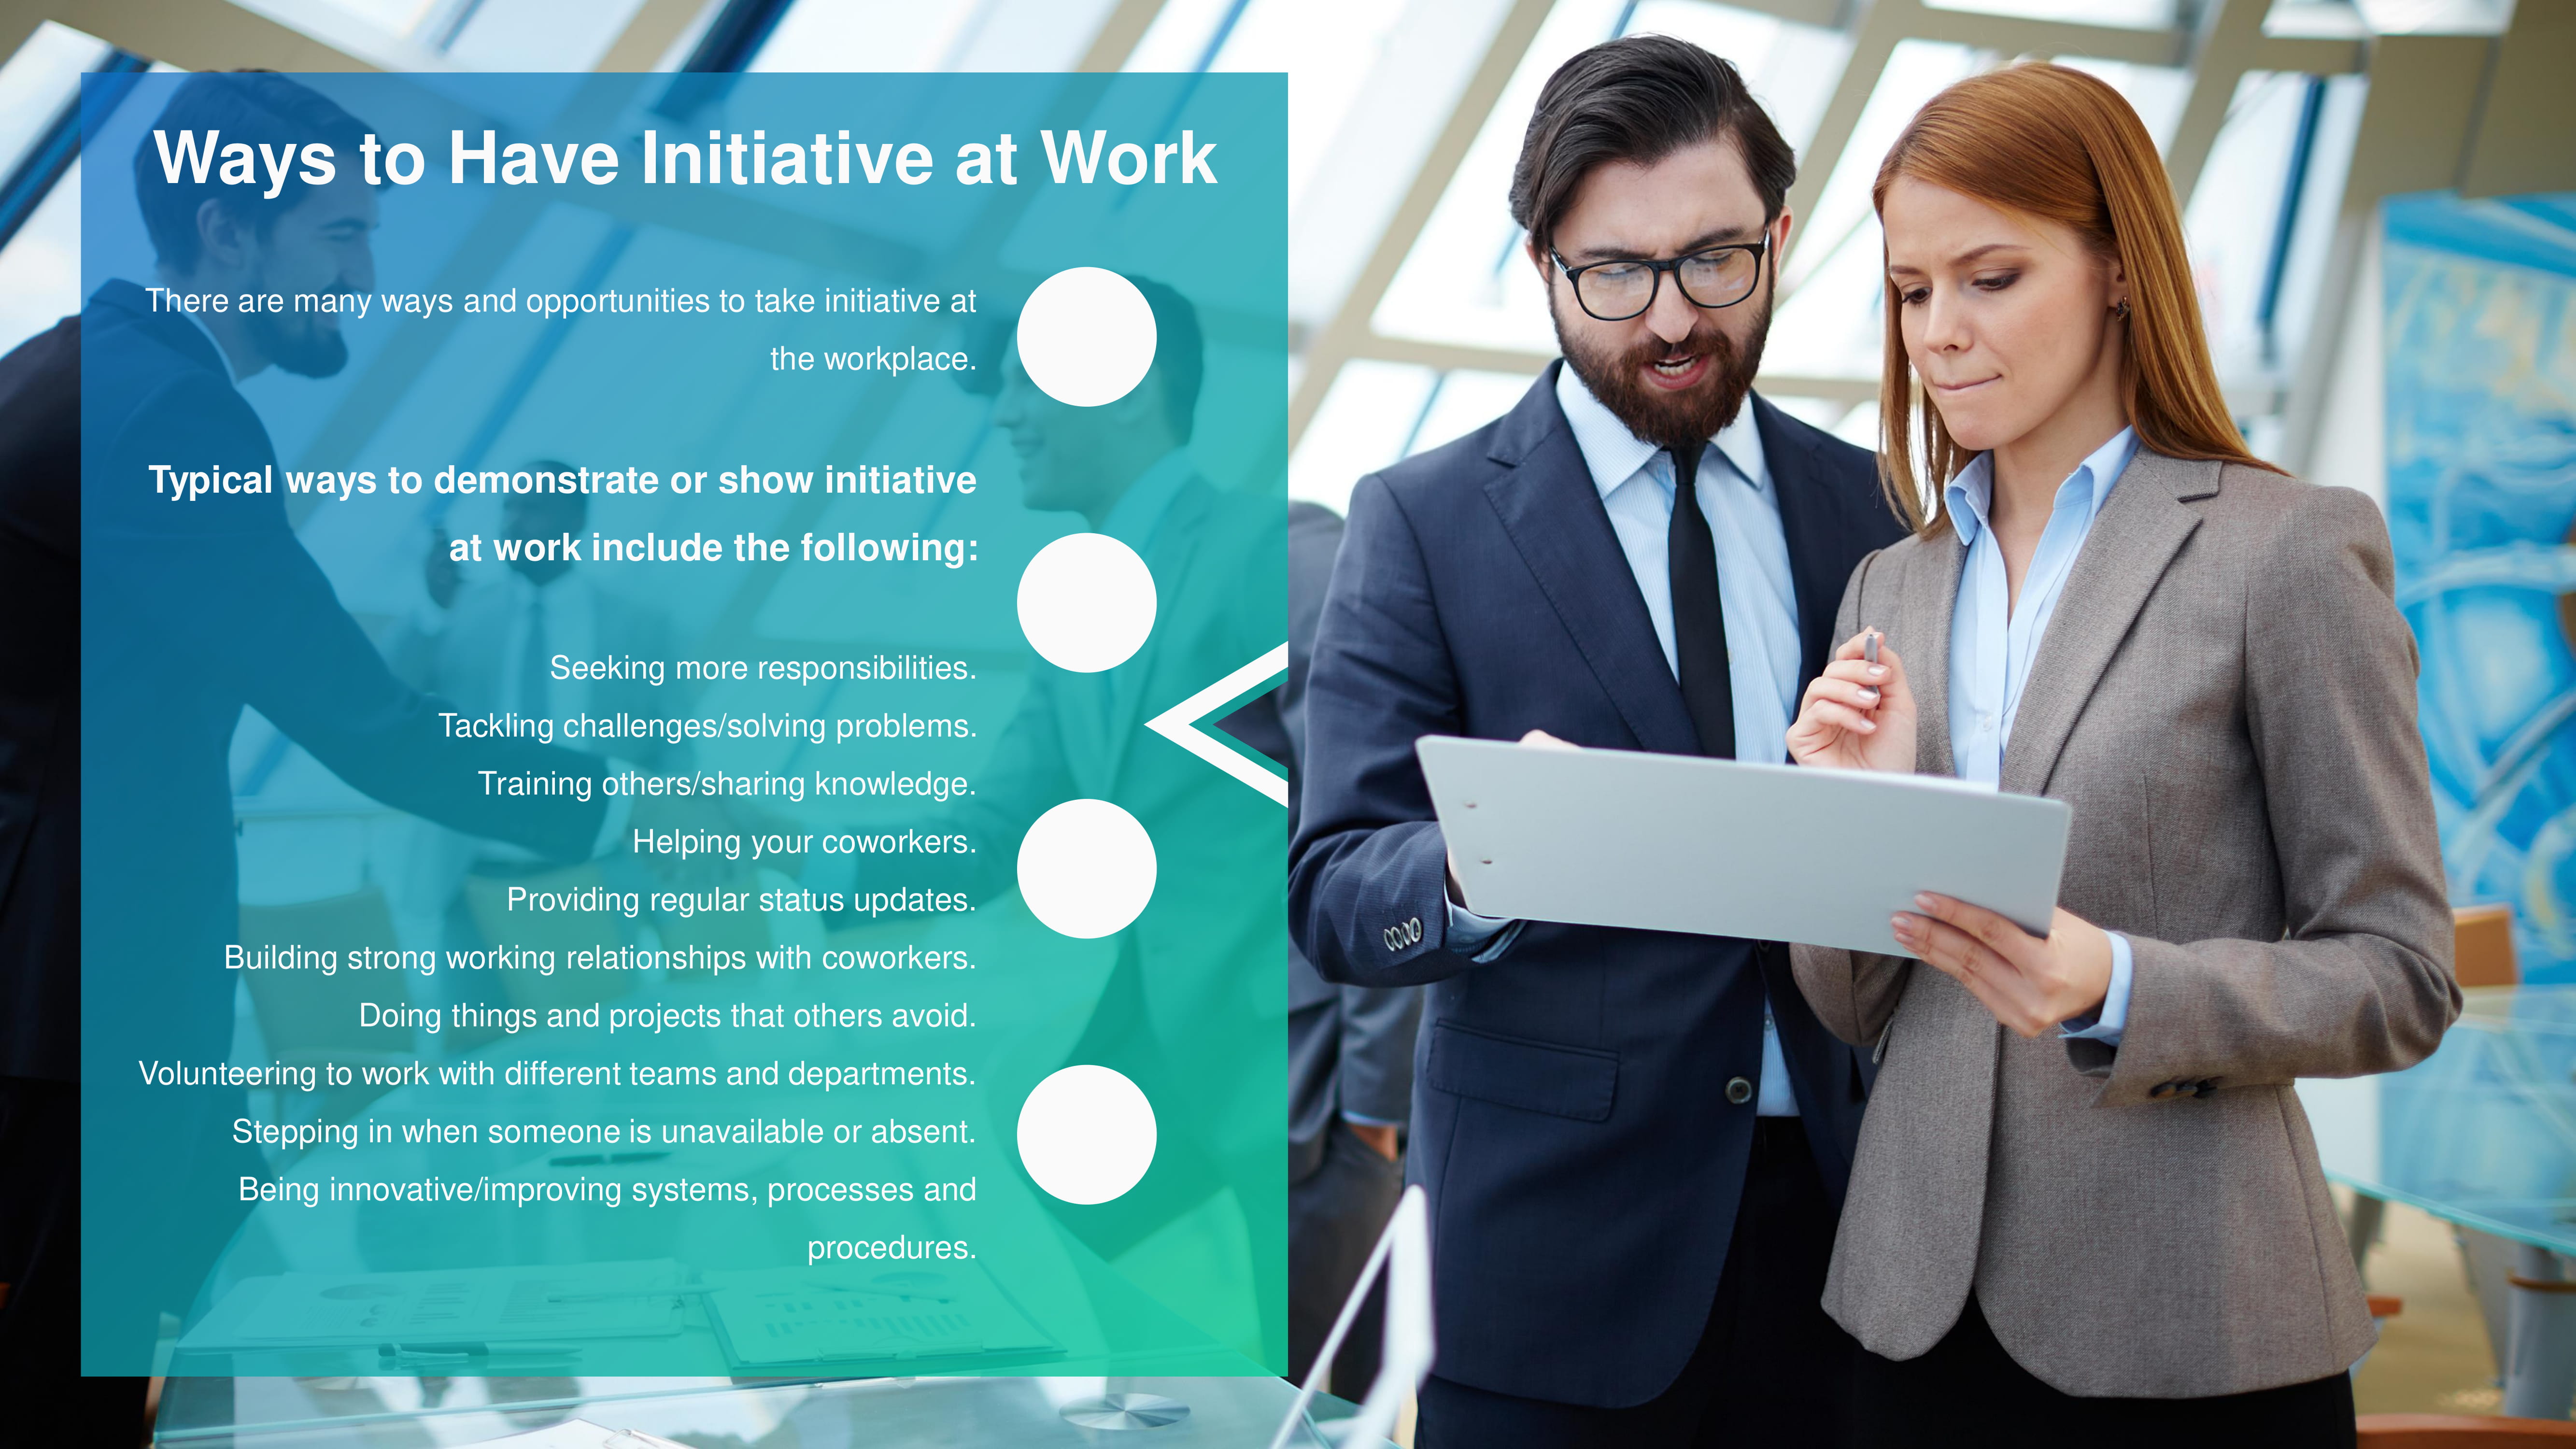 Ways to Have Initiative at Work
There are many ways and opportunities to take initiative at
the workplace.
Typical ways to demonstrate or show initiative
at work include the following:
Seeking more responsibilities.
Tackling challenges/solving problems.
Training others/sharing knowledge.
Helping your coworkers.
Providing regular status updates.
Building strong working relationships with coworkers.
Doing things and projects that others avoid.
Volunteering to work with different teams and departments.
Stepping in when someone is unavailable or absent.
Being innovative/improving systems, processes and
procedures.